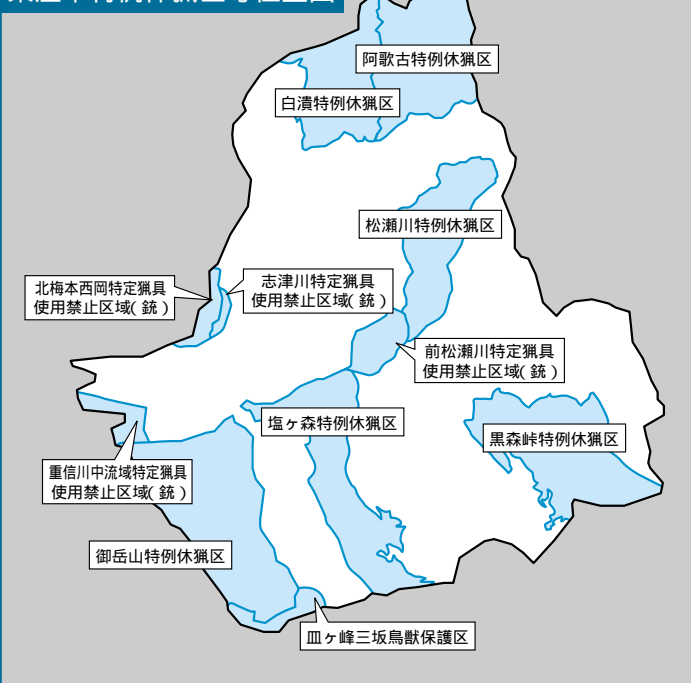 阿歌古特例休猟区
白潰特例休猟区
松瀬川特例休猟区
北梅本西岡特定猟具
使用禁止区域(銃)
志津川特定猟具
使用禁止区域(銃)
前松瀬川特定猟具
使用禁止区域(銃)
塩ヶ森特例休猟区
黒森峠特例休猟区
重信川中流域特定猟具
使用禁止区域(銃)
御岳山特例休猟区
皿ヶ峰三坂鳥獣保護区